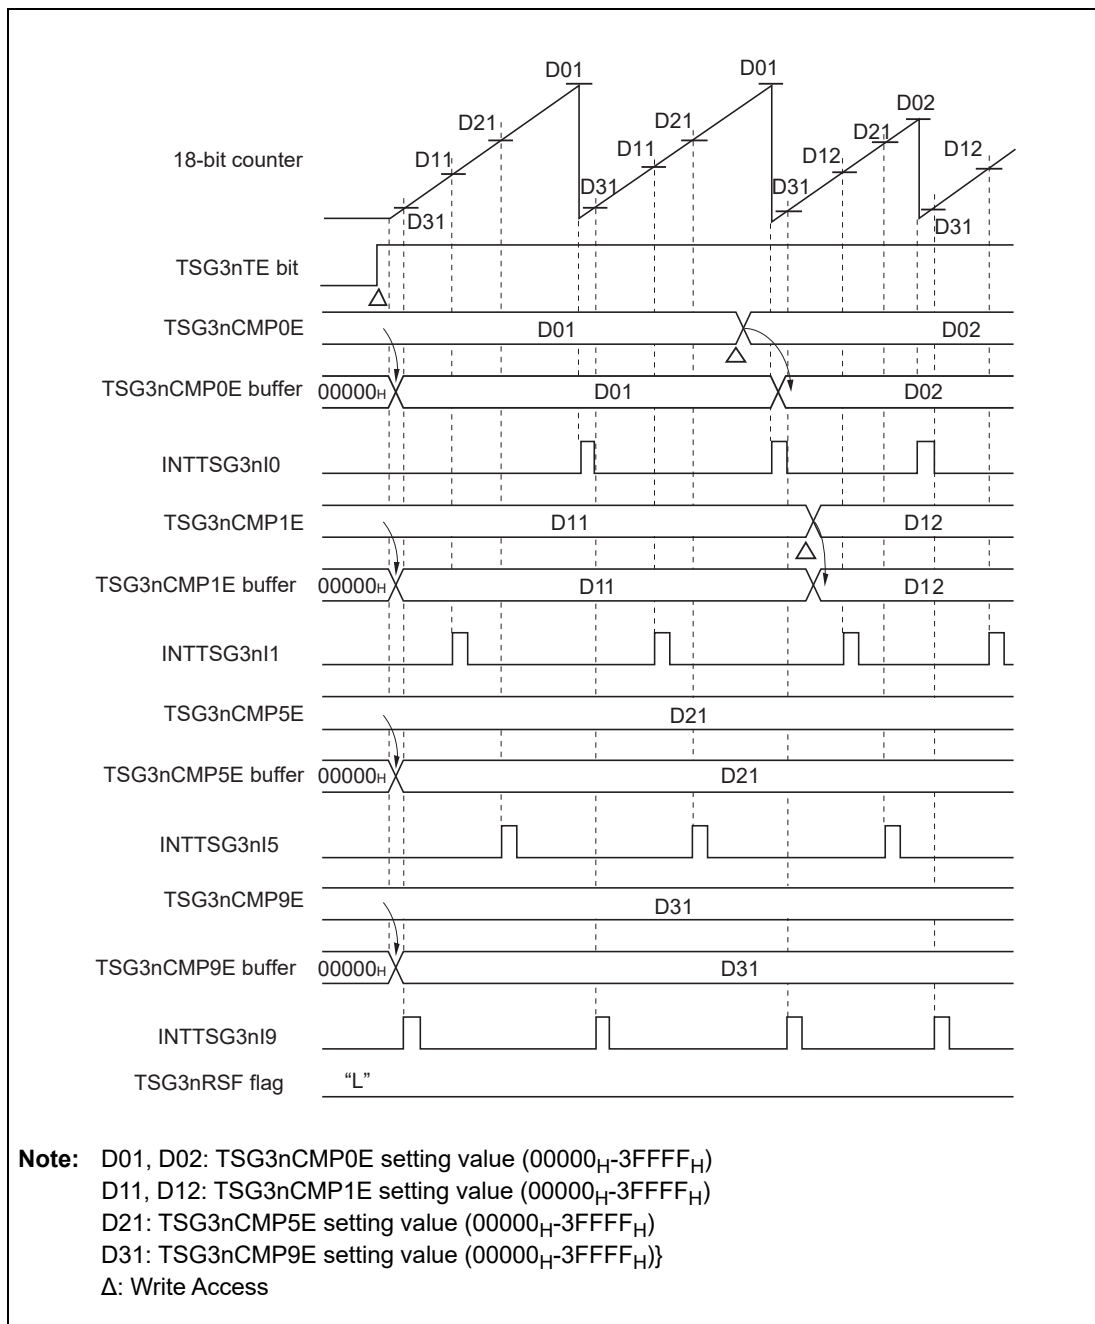 D01 D01
D02
D21 D21 D21
18-bit counter D11 D11 D12 D12
D31 D31
D31 D31
TSG3nTE bit
TSG3nCMP0E D01 D02
TSG3nCMP0E buffer 00000H D01 D02
INTTSG3nI0
TSG3nCMP1E D11 D12
TSG3nCMP1E buffer 00000H D11 D12
INTTSG3nI1
TSG3nCMP5E D21
TSG3nCMP5E buffer 00000H D21
INTTSG3nI5
TSG3nCMP9E D31
TSG3nCMP9E buffer 00000H D31
INTTSG3nI9
TSG3nRSF flag “L”
Note: D01, D02: TSG3nCMP0E setting value (00000H-3FFFFH)
D11, D12: TSG3nCMP1E setting value (00000H-3FFFFH)
D21: TSG3nCMP5E setting value (00000H-3FFFFH)
D31: TSG3nCMP9E setting value (00000H-3FFFFH)}
Δ: Write Access